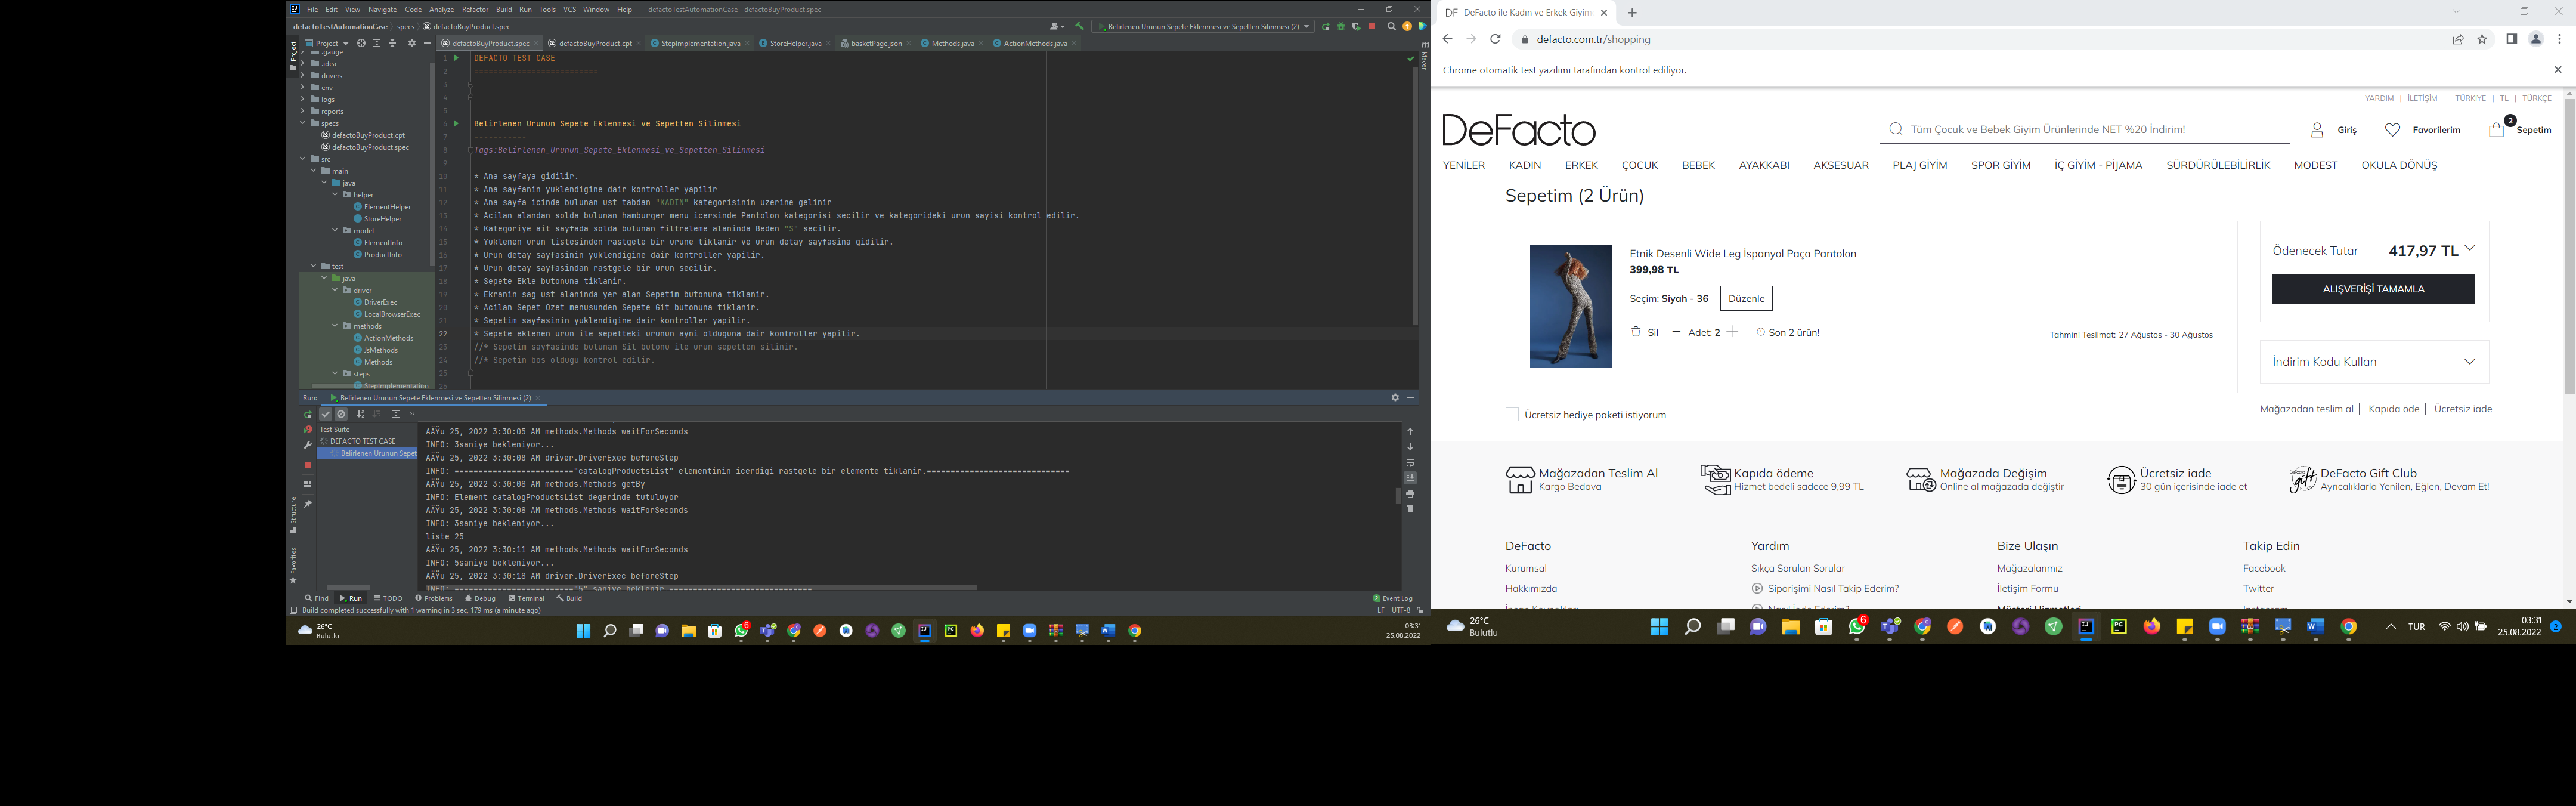 File Edit View Navigate Code Analyze Refactor Build Run Tools VCS Window Help defactoTestAutomationCase - defactoBuyProduct.spec
defactoTestAutomationCase specs defactoBuyProduct.spec
Belirlenen Urunun Sepete Eklenmesi ve Sepetten Silinmesi (2)
Project
defactoBuyProduct.spec defactoBuyProduct.cpt StepImplementation.java StoreHelper.java basketPage.json Methods.java ActionMethods.java
Project
Maven
.gauge
.idea
drivers
env
logs
reports
specs
defactoBuyProduct.cpt
defactoBuyProduct.spec
src
main
java
helper
ElementHelper
StoreHelper
model
ElementInfo
ProductInfo
test
java
driver
DriverExec
LocalBrowserExec
methods
ActionMethods
JsMethods
Methods
steps
StepImplementation
1 DEFACTO TEST CASE
2 ==========================
3
4
5
6 Belirlenen Urunun Sepete Eklenmesi ve Sepetten Silinmesi
7 -----------
8 Tags:Belirlenen_Urunun_Sepete_Eklenmesi_ve_Sepetten_Silinmesi
9
10 * Ana sayfaya gidilir.
11 * Ana sayfanin yuklendigine dair kontroller yapilir
12 * Ana sayfa icinde bulunan ust tabdan "KADIN" kategorisinin uzerine gelinir
13 * Acilan alandan solda bulunan hamburger menu icersinde Pantolon kategorisi secilir ve kategorideki urun sayisi kontrol edilir.
14 * Kategoriye ait sayfada solda bulunan filtreleme alaninda Beden "S" secilir.
15 * Yuklenen urun listesinden rastgele bir urune tiklanir ve urun detay sayfasina gidilir.
16 * Urun detay sayfasinin yuklendigine dair kontroller yapilir.
17 * Urun detay sayfasindan rastgele bir urun secilir.
18 * Sepete Ekle butonuna tiklanir.
19 * Ekranin sag ust alaninda yer alan Sepetim butonuna tiklanir.
20 * Acilan Sepet Ozet menusunden Sepete Git butonuna tiklanir.
21 * Sepetim sayfasinin yuklendigine dair kontroller yapilir.
22 * Sepete eklenen urun ile sepetteki urunun ayni olduguna dair kontroller yapilir.
23 //* Sepetim sayfasinde bulunan Sil butonu ile urun sepetten silinir.
24 //* Sepetin bos oldugu kontrol edilir.
25
26
Run: Belirlenen Urunun Sepete Eklenmesi ve Sepetten Silinmesi (2)
Test Suite
DEFACTO TEST CASE
Belirlenen Urunun Sepet
Structure
Favorites
AÄŸu 25, 2022 3:30:05 AM methods.Methods waitForSeconds
INFO: 3saniye bekleniyor...
AÄŸu 25, 2022 3:30:08 AM driver.DriverExec beforeStep
INFO: ========================="catalogProductsList" elementinin icerdigi rastgele bir elemente tiklanir.==============================
AÄŸu 25, 2022 3:30:08 AM methods.Methods getBy
INFO: Element catalogProductsList degerinde tutuluyor
AÄŸu 25, 2022 3:30:08 AM methods.Methods waitForSeconds
INFO: 3saniye bekleniyor...
liste 25
AÄŸu 25, 2022 3:30:11 AM methods.Methods waitForSeconds
INFO: 5saniye bekleniyor...
AÄŸu 25, 2022 3:30:18 AM driver.DriverExec beforeStep
INFO: ========================="5" saniye beklenir ==============================
Find Run TODO Problems Debug Terminal Build Event Log
Build completed successfully with 1 warning in 3 sec, 179 ms (a minute ago) LF UTF-8
26°C
Bulutlu
6
03:31
25.08.2022
DF DeFacto ile Kadın ve Erkek Giyim
defacto.com.tr/shopping
Chrome otomatik test yazılımı tarafından kontrol ediliyor.
YARDIM | İLETİŞİM TÜRKIYE | TL | TÜRKÇE
DeFacto
Tüm Çocuk ve Bebek Giyim Ürünlerinde NET %20 İndirim!
Giriş Favorilerim 2 Sepetim
YENİLER KADIN ERKEK ÇOCUK BEBEK AYAKKABI AKSESUAR PLAJ GİYİM SPOR GİYİM İÇ GİYİM - PİJAMA SÜRDÜRÜLEBİLİRLİK MODEST OKULA DÖNÜŞ
Sepetim (2 Ürün)
Etnik Desenli Wide Leg İspanyol Paça Pantolon
399,98 TL
Seçim: Siyah - 36 Düzenle
Sil Adet: 2 Son 2 ürün!
Tahmini Teslimat: 27 Ağustos - 30 Ağustos
Ücretsiz hediye paketi istiyorum
Ödenecek Tutar 417,97 TL
ALIŞVERİŞİ TAMAMLA
İndirim Kodu Kullan
Mağazadan teslim al | Kapıda öde | Ücretsiz iade
Mağazadan Teslim Al
Kargo Bedava
Kapıda ödeme
Hizmet bedeli sadece 9,99 TL
Mağazada Değişim
Online al mağazada değiştir
Ücretsiz iade
30 gün içerisinde iade et
DeFacto gift
DeFacto Gift Club
Ayrıcalıklarla Yenilen, Eğlen, Devam Et!
DeFacto Yardım Bize Ulaşın Takip Edin
Kurumsal Sıkça Sorulan Sorular Mağazalarımız Facebook
Hakkımızda Siparişimi Nasıl Takip Ederim? İletişim Formu Twitter
26°C
Bulutlu
6
TUR
03:31
25.08.2022
2